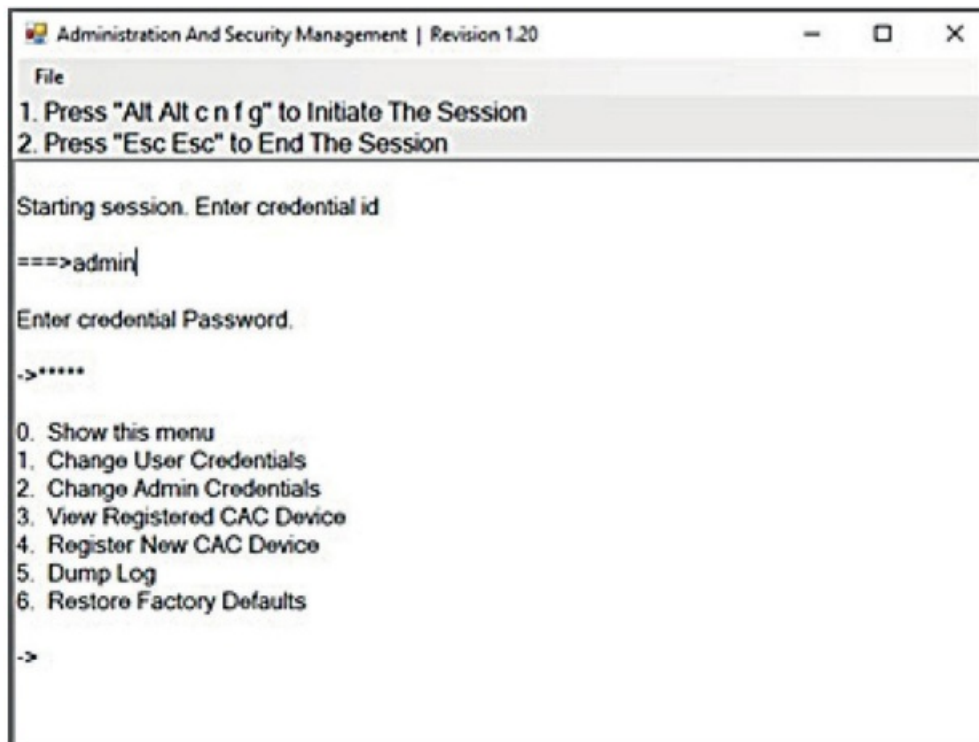 Administration And Security Management | Revision 1.20
File
1. Press "Alt Alt c n f g" to Initiate The Session
2. Press "Esc Esc" to End The Session
Starting session. Enter credential id
===>admin
Enter credential Password.
->*****
0. Show this menu
1. Change User Credentials
2. Change Admin Credentials
3. View Registered CAC Device
4. Register New CAC Device
5. Dump Log
6. Restore Factory Defaults
->